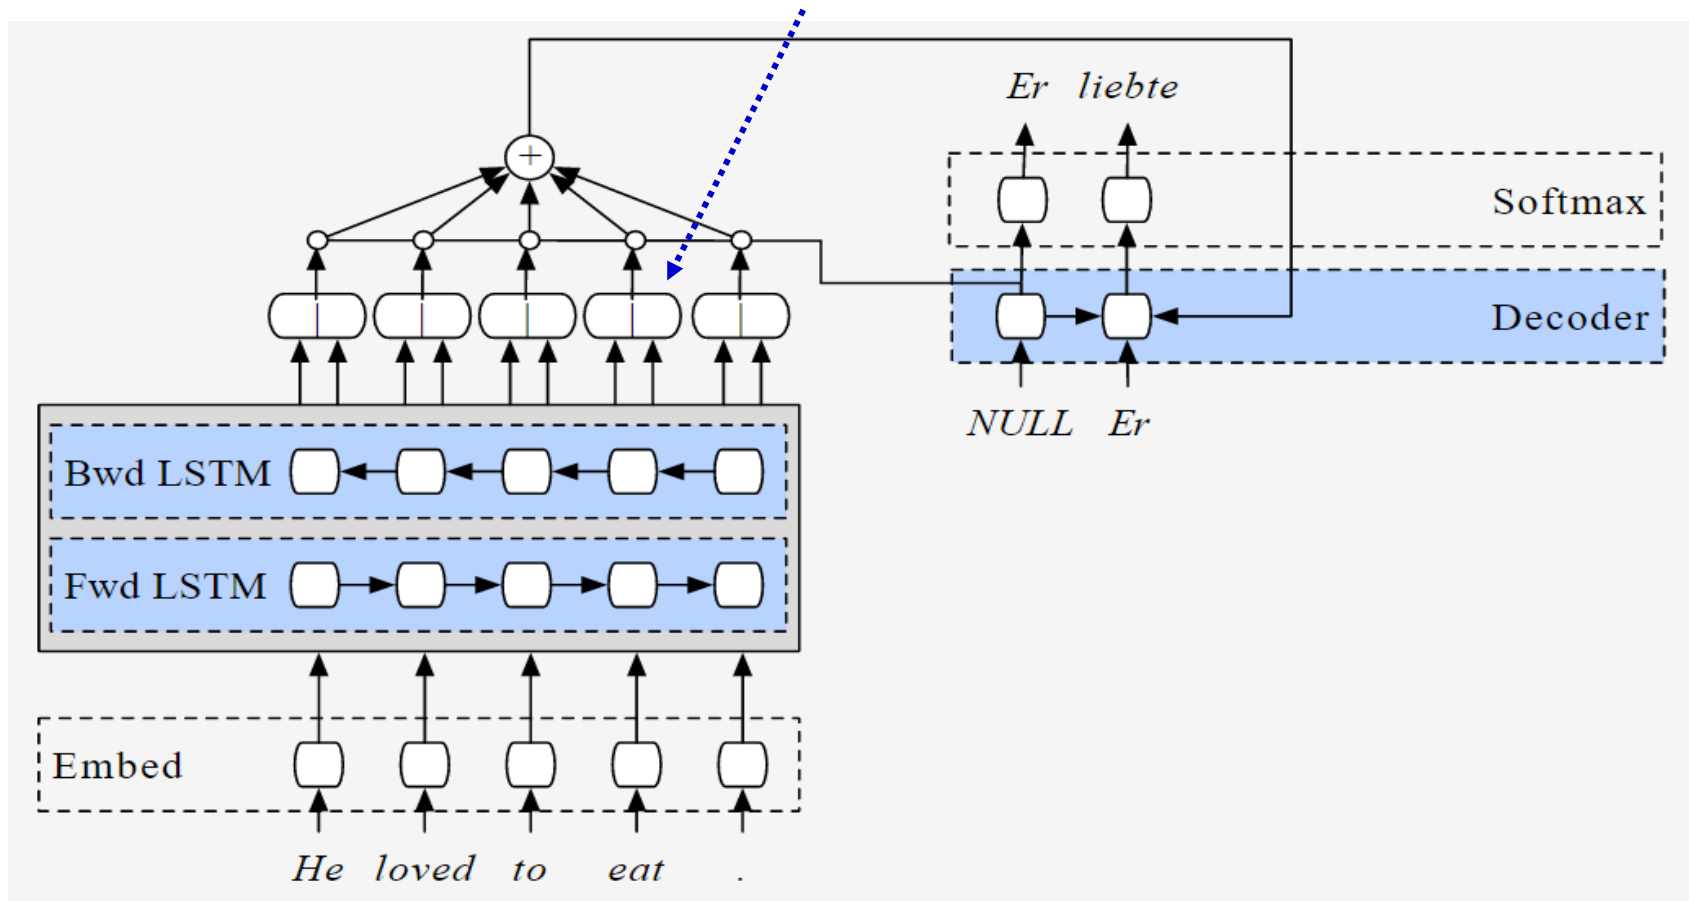 Er liebte
Softmax
Decoder
NULL Er
Bwd LSTM
Fwd LSTM
Embed
He loved to eat .